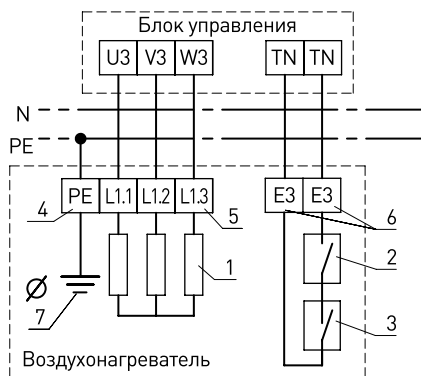 Блок управления
U3 V3 W3 TN TN
N
PE
PE L1.1 L1.2 L1.3 E3 E3
4 5 6
1 2
7 3
Воздухонагреватель